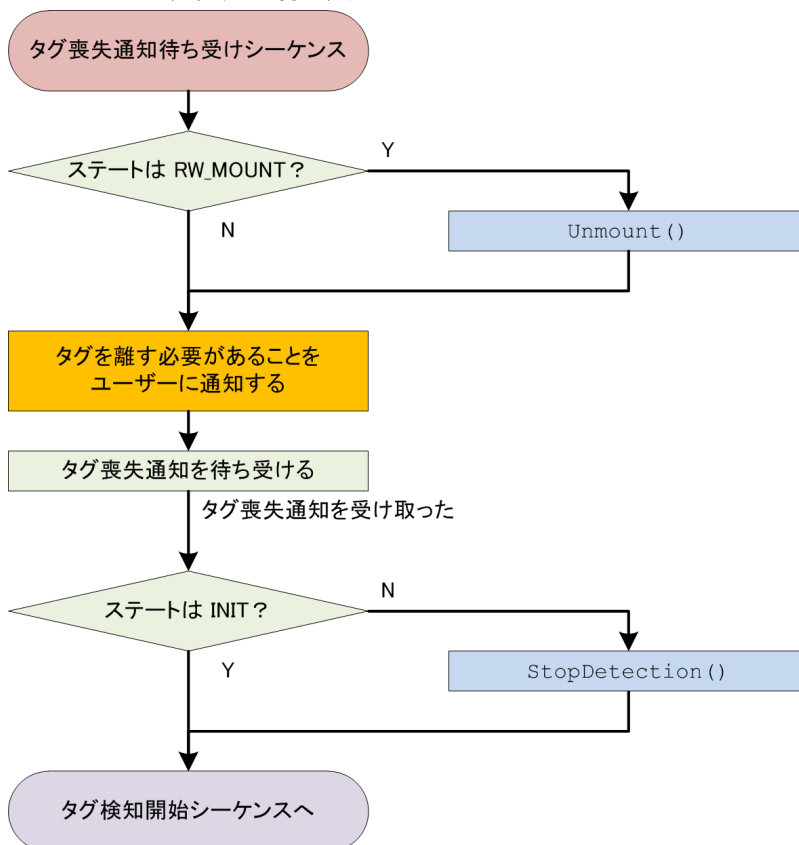 タグ喪失通知待ち受けシーケンス
ステートは RW_MOUNT？
Y
N
Unmount()
タグを離す必要があることを
ユーザーに通知する
タグ喪失通知を待ち受ける
タグ喪失通知を受け取った
ステートは INIT？
N
Y
StopDetection()
タグ検知開始シーケンスへ